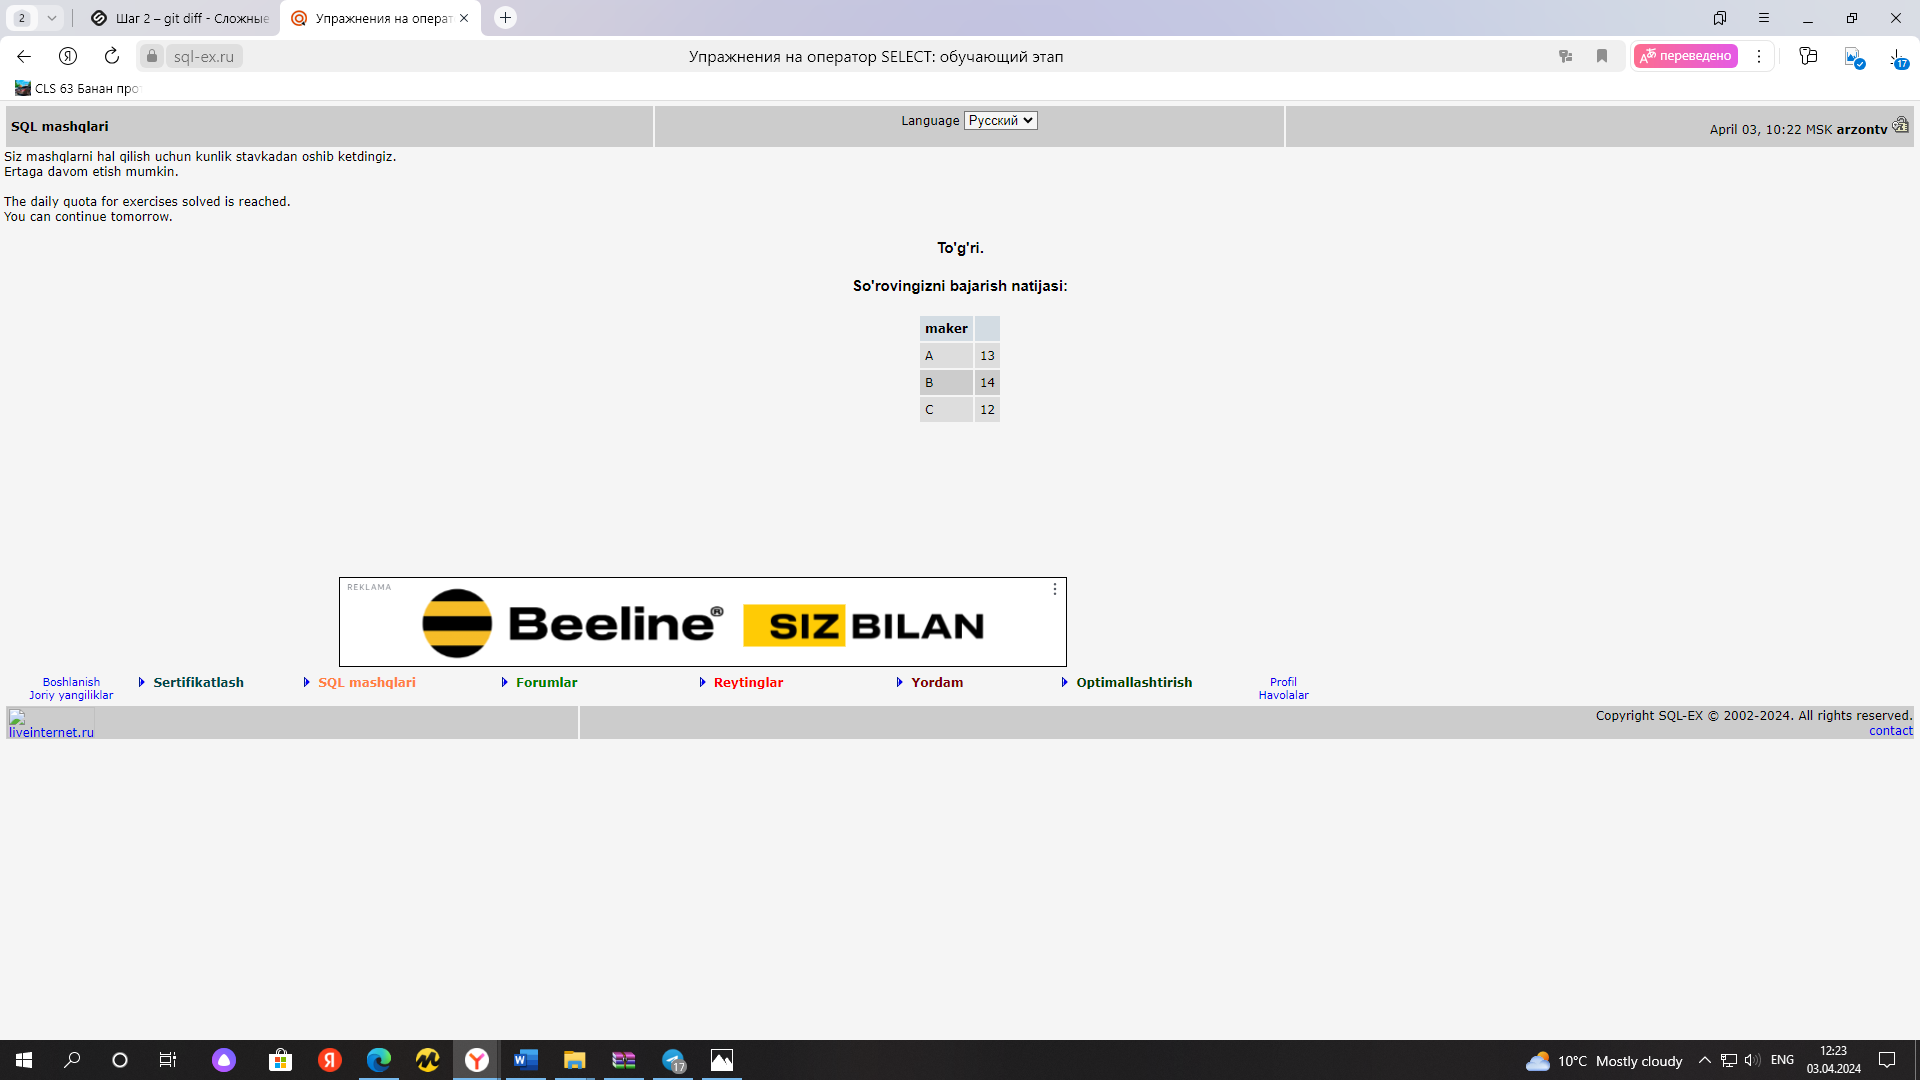 2
Шаг 2 – git diff - Сложные
Упражнения на операт
sql-ex.ru
Упражнения на оператор SELECT: обучающий этап
переведено
17
CLS 63 Банан про
SQL mashqlari
Language Русский
April 03, 10:22 MSK arzontv
Siz mashqlarni hal qilish uchun kunlik stavkadan oshib ketdingiz.
Ertaga davom etish mumkin.
The daily quota for exercises solved is reached.
You can continue tomorrow.
To'g'ri.
So'rovingizni bajarish natijasi:
maker
A 13
B 14
C 12
REKLAMA
Beeline® SIZ BILAN
Boshlanish
Joriy yangiliklar
Sertifikatlash
SQL mashqlari
Forumlar
Reytinglar
Yordam
Optimallashtirish
Profil
Havolalar
liveinternet.ru
Copyright SQL-EX © 2002-2024. All rights reserved.
contact
17
10°C Mostly cloudy
ENG
12:23
03.04.2024